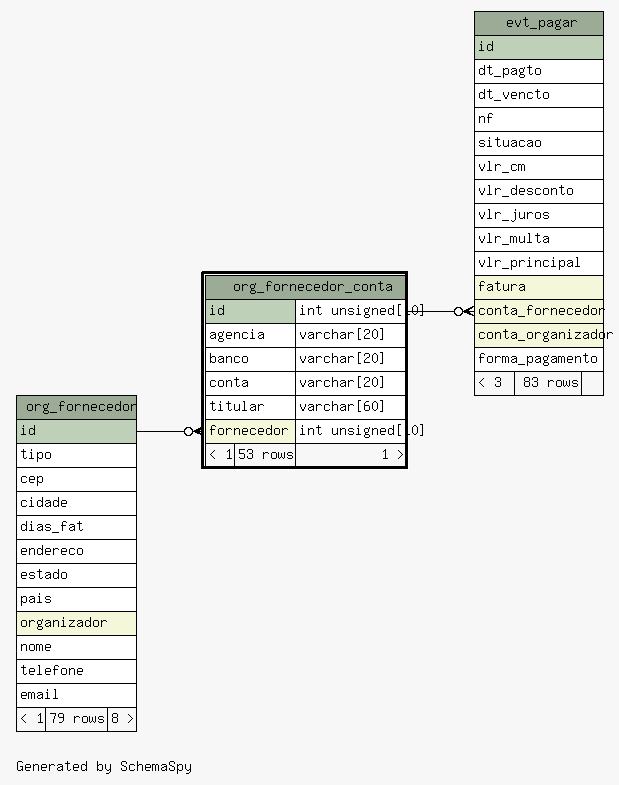 evt_pagar
id
dt_pagto
dt_vencto
nf
situacao
vlr_cm
vlr_desconto
vlr_juros
vlr_multa
vlr_principal
fatura
conta_fornecedor
conta_organizador
forma_pagamento
< 3 83 rows
org_fornecedor_conta
id int unsigned[10]
agencia varchar[20]
banco varchar[20]
conta varchar[20]
titular varchar[60]
fornecedor int unsigned[10]
< 1 53 rows 1 >
org_fornecedor
id
tipo
cep
cidade
dias_fat
endereco
estado
pais
organizador
nome
telefone
email
< 1 79 rows 8 >
Generated by SchemaSpy